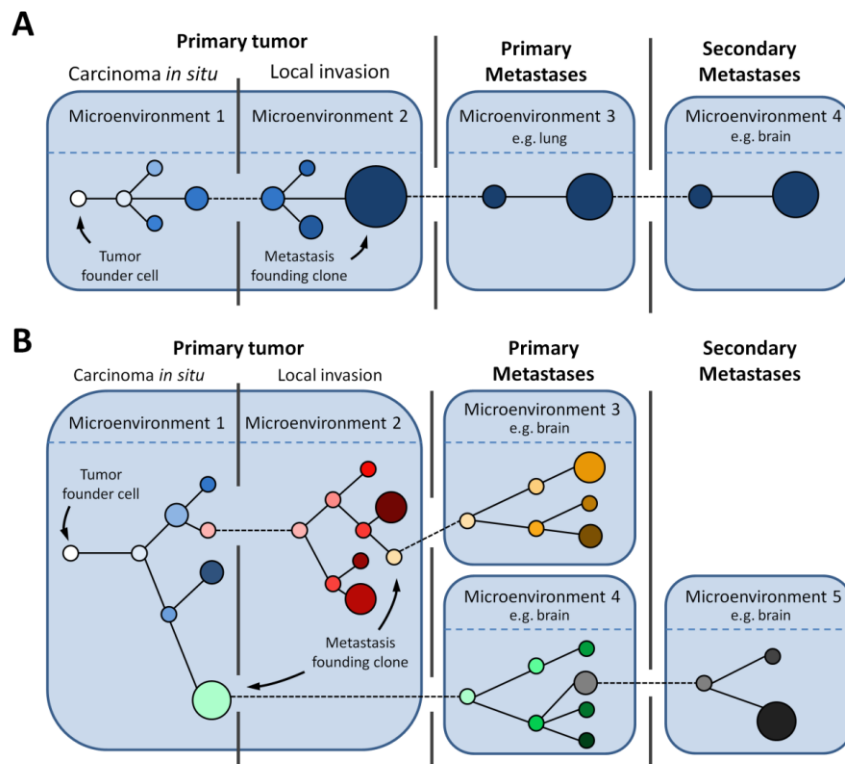 A
Primary tumor
Primary
Metastases
Secondary
Metastases
Carcinoma in situ
Local invasion
Microenvironment 1
Microenvironment 2
Microenvironment 3
e.g. lung
Microenvironment 4
e.g. brain
Tumor
founder cell
Metastasis
founding clone
B
Primary tumor
Primary
Metastases
Secondary
Metastases
Carcinoma in situ
Local invasion
Microenvironment 1
Microenvironment 2
Microenvironment 3
e.g. brain
Tumor
founder cell
Metastasis
founding clone
Microenvironment 4
e.g. brain
Microenvironment 5
e.g. brain